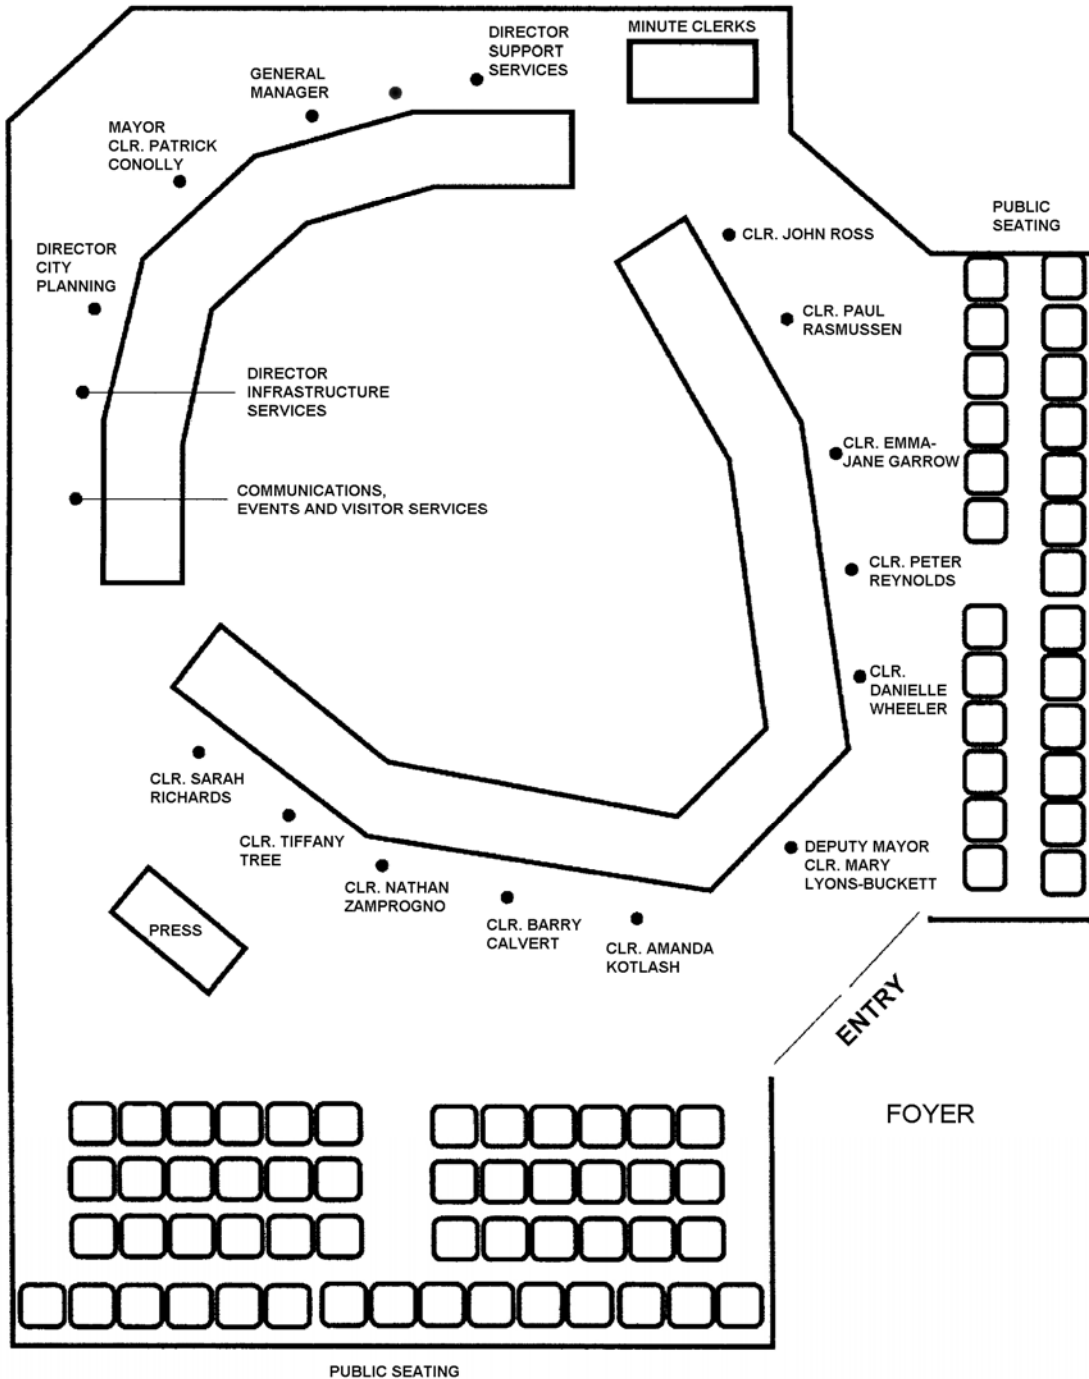 MINUTE CLERKS
DIRECTOR
SUPPORT
SERVICES
GENERAL
MANAGER
MAYOR
CLR. PATRICK
CONOLLY
PUBLIC
SEATING
CLR. JOHN ROSS
DIRECTOR
CITY
PLANNING
CLR. PAUL
RASMUSSEN
DIRECTOR
INFRASTRUCTURE
SERVICES
CLR. EMMA-
JANE GARROW
COMMUNICATIONS,
EVENTS AND VISITOR SERVICES
CLR. PETER
REYNOLDS
CLR.
DANIELLE
WHEELER
CLR. SARAH
RICHARDS
CLR. TIFFANY
TREE
DEPUTY MAYOR
CLR. MARY
LYONS-BUCKETT
CLR. NATHAN
ZAMPROGNO
CLR. BARRY
CALVERT
CLR. AMANDA
KOTLASH
PRESS
ENTRY
FOYER
PUBLIC SEATING